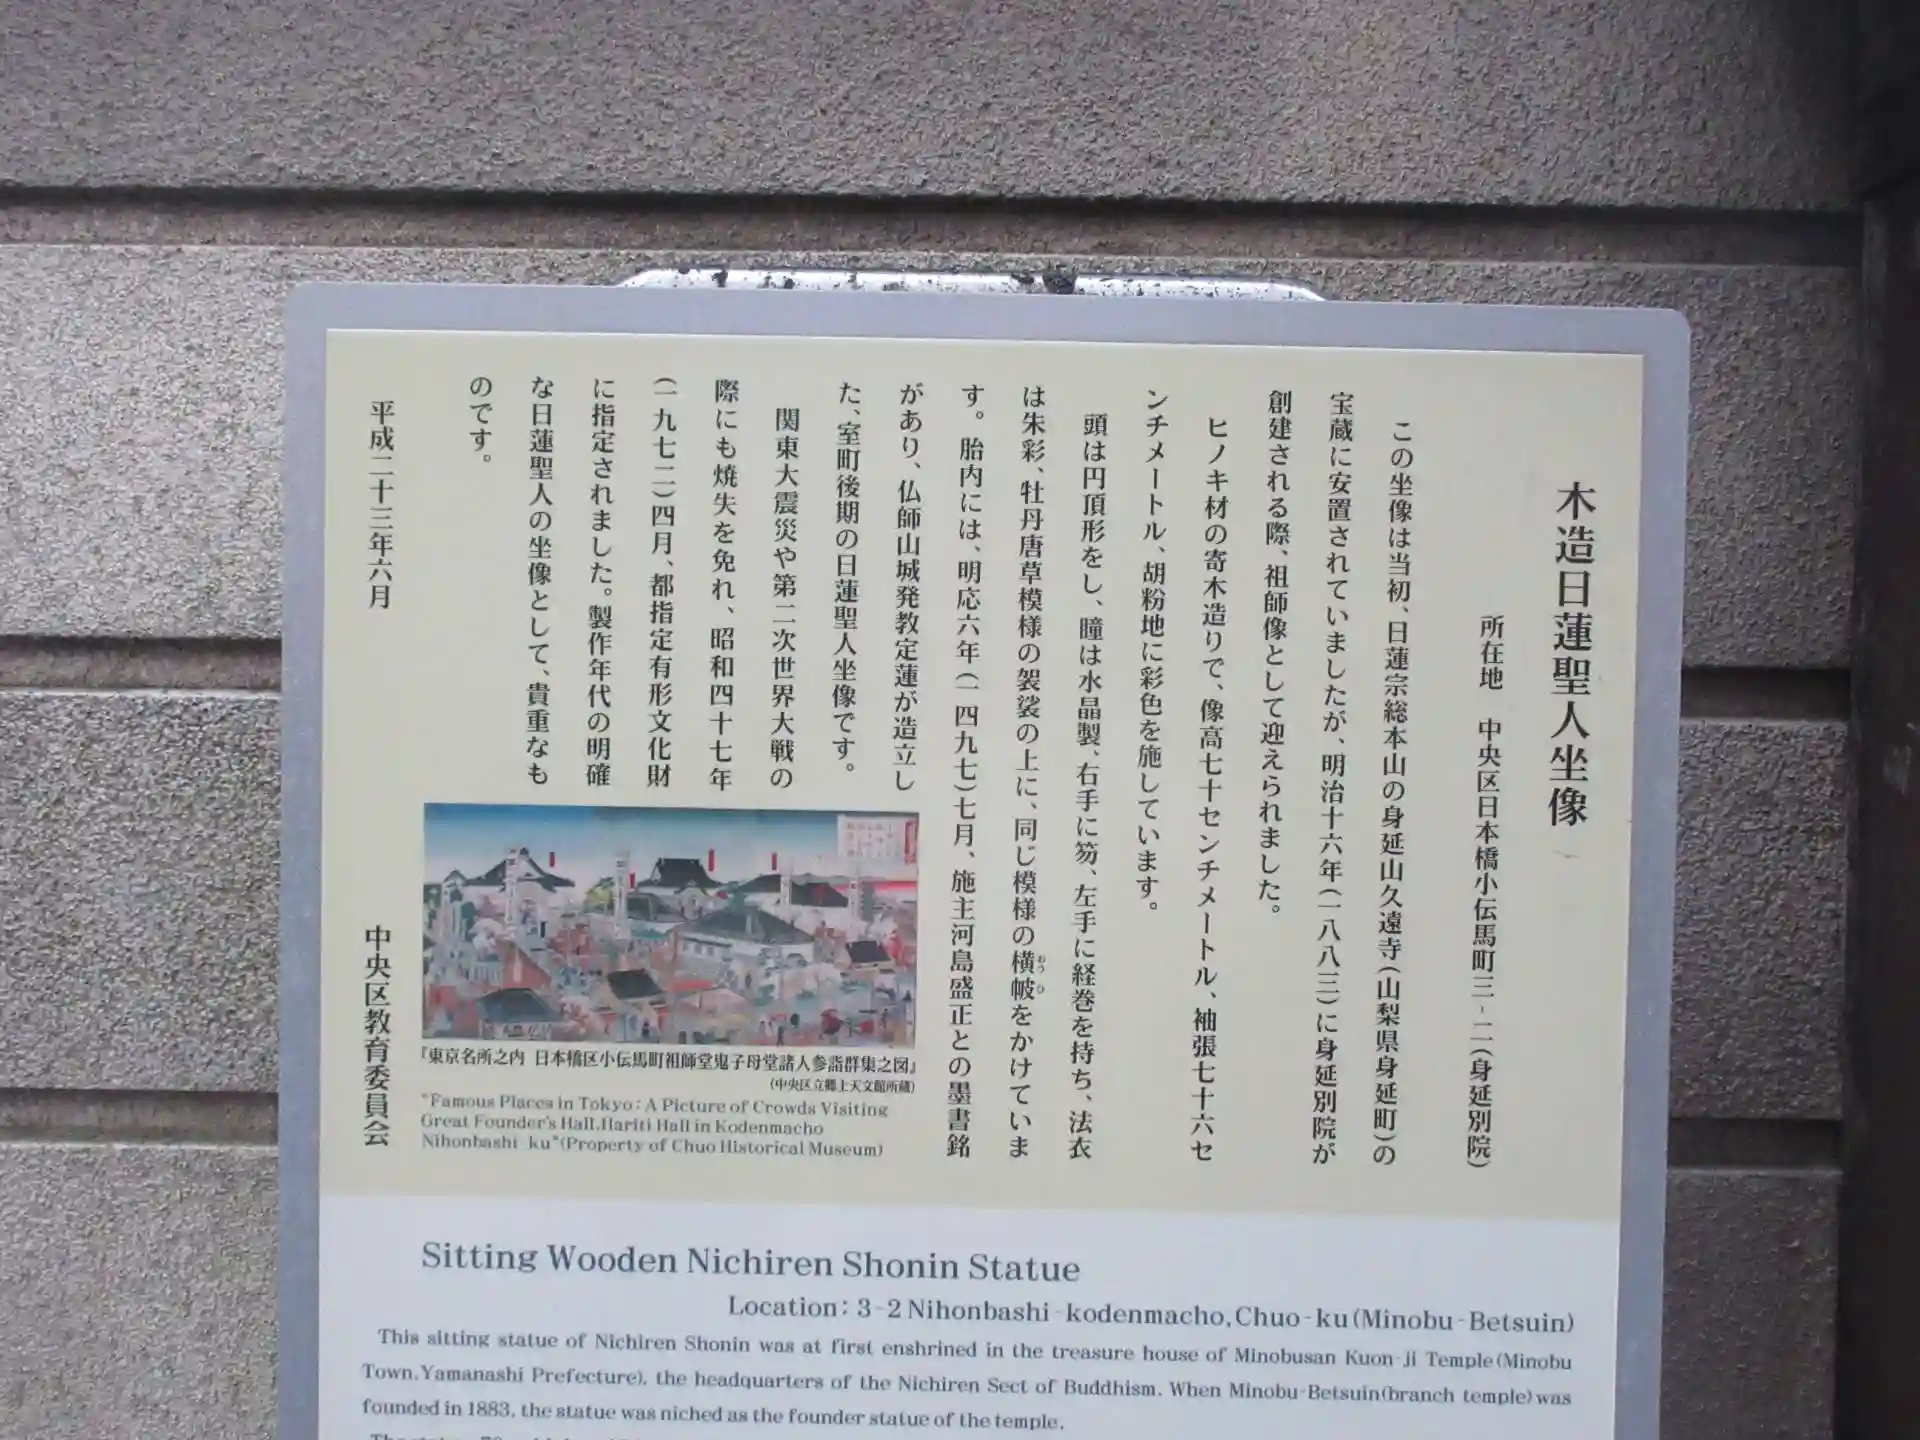 木造日蓮聖人坐像
所在地　中央区日本橋小伝馬町三-二(身延別院)
この坐像は当初、日蓮宗総本山の身延山久遠寺(山梨県身延町)の
宝蔵に安置されていましたが、明治十六年(一八八三)に身延別院が
創建される際、祖師像として迎えられました。
ヒノキ材の寄木造りで、像高七十センチメートル、袖張七十六セ
ンチメートル、胡粉地に彩色を施しています。
頭は円頂形をし、瞳は水晶製、右手に笏、左手に経巻を持ち、法衣
は朱彩、牡丹唐草模様の袈裟の上に、同じ模様の横帔をかけていま
おうひ
す。胎内には、明応六年(一四九七)七月、施主河島盛正との墨書銘
があり、仏師山城発教定蓮が造立し
た、室町後期の日蓮聖人坐像です。
関東大震災や第二次世界大戦の
際にも焼失を免れ、昭和四十七年
(一九七二)四月、都指定有形文化財
に指定されました。製作年代の明確
な日蓮聖人の坐像として、貴重なも
のです。
平成二十三年六月
中央区教育委員会
『東京名所之内　日本橋区小伝馬町祖師堂鬼子母堂諸人参詣群集之図』
(中央区立郷土天文館所蔵)
"Famous Places in Tokyo: A Picture of Crowds Visiting
Great Founder's Hall,Hariti Hall in Kodenmacho
Nihonbashi-ku"(Property of Chuo Historical Museum)
Sitting Wooden Nichiren Shonin Statue
Location: 3-2 Nihonbashi-kodenmacho,Chuo-ku(Minobu-Betsuin)
This sitting statue of Nichiren Shonin was at first enshrined in the treasure house of Minobusan Kuon-ji Temple(Minobu
Town,Yamanashi Prefecture), the headquarters of the Nichiren Sect of Buddhism. When Minobu-Betsuin(branch temple)was
founded in 1883, the statue was niched as the founder statue of the temple.